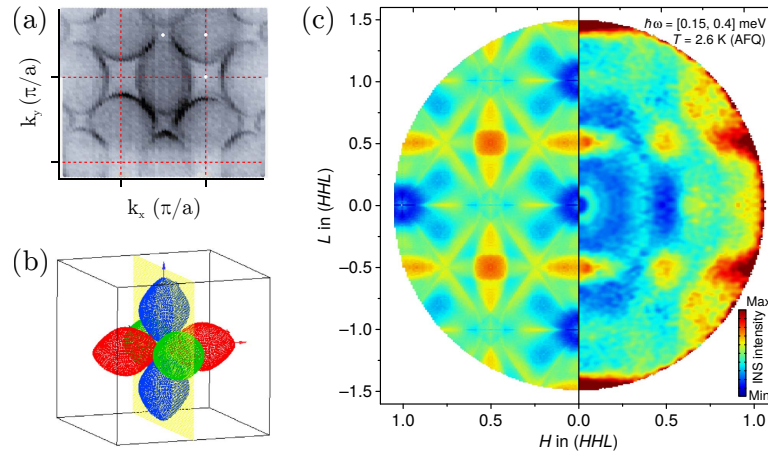 (a)
k_y (π/a)
k_x (π/a)
(b)
(c)
ħω = [0.15, 0.4] meV
T = 2.6 K (AFQ)
1.5
1.0
0.5
0.0
−0.5
−1.0
−1.5
L in (HHL)
1.0 0.5 0.0 0.5 1.0
H in (HHL)
Max
INS intensity
Min